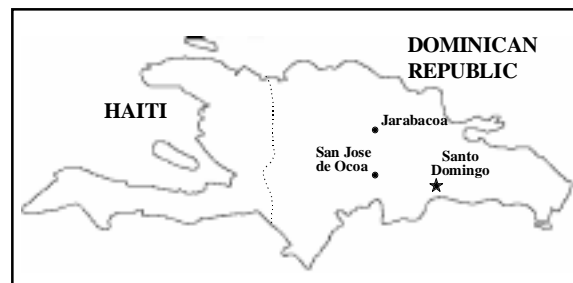 DOMINICAN
REPUBLIC
HAITI
Jarabacoa
San Jose
de Ocoa
Santo
Domingo